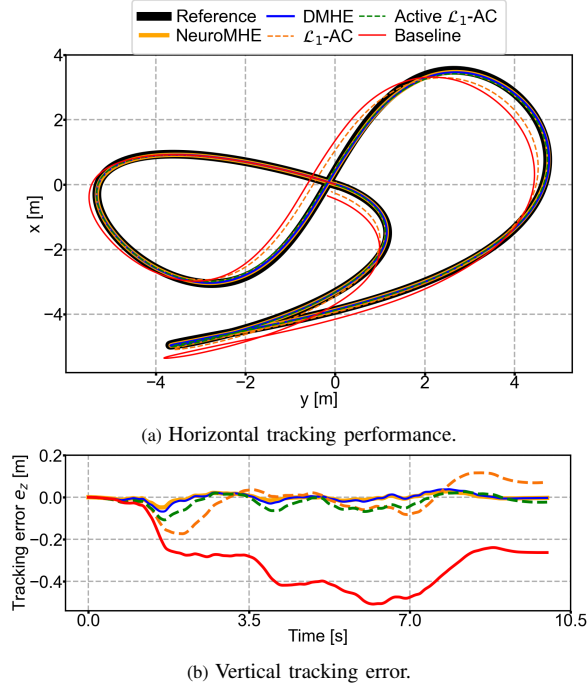 Reference DMHE Active ℒ₁-AC
NeuroMHE ℒ₁-AC Baseline
4
2
0
−2
−4
x [m]
−4 −2 0 2 4
y [m]
(a) Horizontal tracking performance.
0.2
0.0
−0.2
−0.4
Tracking error e_z [m]
0.0 3.5 7.0 10.5
Time [s]
(b) Vertical tracking error.